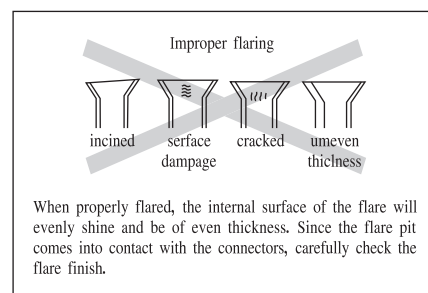 Improper flaring
incined serface cracked umeven
dampage thiclness
When properly flared, the internal surface of the flare will
evenly shine and be of even thickness. Since the flare pit
comes into contact with the connectors, carefully check the
flare finish.